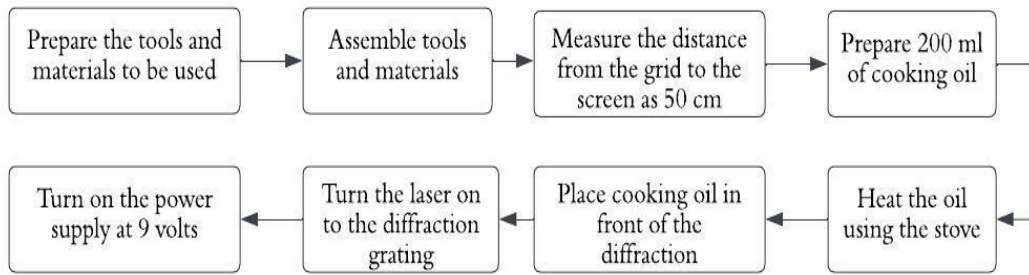 Prepare the tools and
materials to be used
Assemble tools
and materials
Measure the distance
from the grid to the
screen as 50 cm
Prepare 200 ml
of cooking oil
Heat the oil
using the stove
Place cooking oil in
front of the
diffraction
Turn the laser on
to the diffraction
grating
Turn on the power
supply at 9 volts